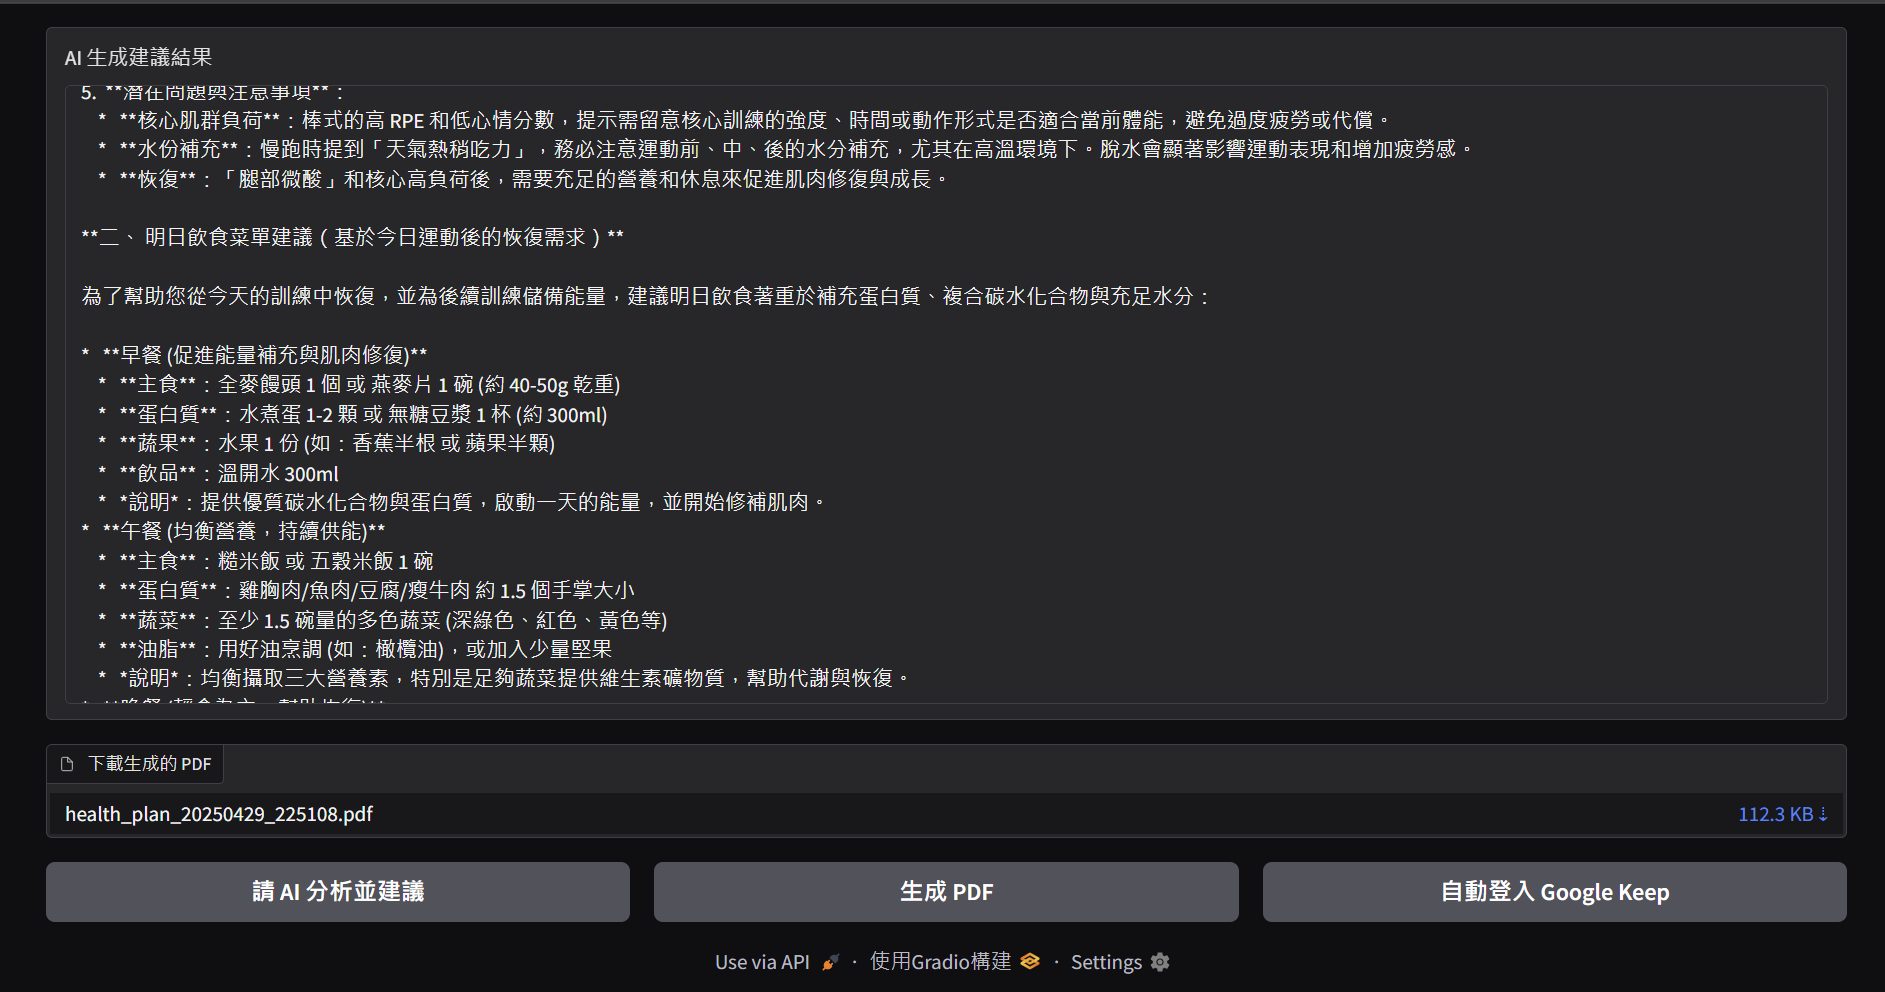 AI 生成建議結果
5. **潛在問題與注意事項**：
* **核心肌群負荷**：棒式的高 RPE 和低心情分數，提示需留意核心訓練的強度、時間或動作形式是否適合當前體能，避免過度疲勞或代償。
* **水份補充**：慢跑時提到「天氣熱稍吃力」，務必注意運動前、中、後的水分補充，尤其在高溫環境下。脫水會顯著影響運動表現和增加疲勞感。
* **恢復**：「腿部微酸」和核心高負荷後，需要充足的營養和休息來促進肌肉修復與成長。
**二、 明日飲食菜單建議（基於今日運動後的恢復需求）**
為了幫助您從今天的訓練中恢復，並為後續訓練儲備能量，建議明日飲食著重於補充蛋白質、複合碳水化合物與充足水分：
* **早餐 (促進能量補充與肌肉修復)**
* **主食**：全麥饅頭 1 個 或 燕麥片 1 碗 (約 40-50g 乾重)
* **蛋白質**：水煮蛋 1-2 顆 或 無糖豆漿 1 杯 (約 300ml)
* **蔬果**：水果 1 份 (如：香蕉半根 或 蘋果半顆)
* **飲品**：溫開水 300ml
* *說明*：提供優質碳水化合物與蛋白質，啟動一天的能量，並開始修補肌肉。
* **午餐 (均衡營養，持續供能)**
* **主食**：糙米飯 或 五穀米飯 1 碗
* **蛋白質**：雞胸肉/魚肉/豆腐/瘦牛肉 約 1.5 個手掌大小
* **蔬菜**：至少 1.5 碗量的多色蔬菜 (深綠色、紅色、黃色等)
* **油脂**：用好油烹調 (如：橄欖油)，或加入少量堅果
* *說明*：均衡攝取三大營養素，特別是足夠蔬菜提供維生素礦物質，幫助代謝與恢復。
下載生成的 PDF
health_plan_20250429_225108.pdf
112.3 KB ⇣
請 AI 分析並建議
生成 PDF
自動登入 Google Keep
Use via API · 使用Gradio構建 · Settings